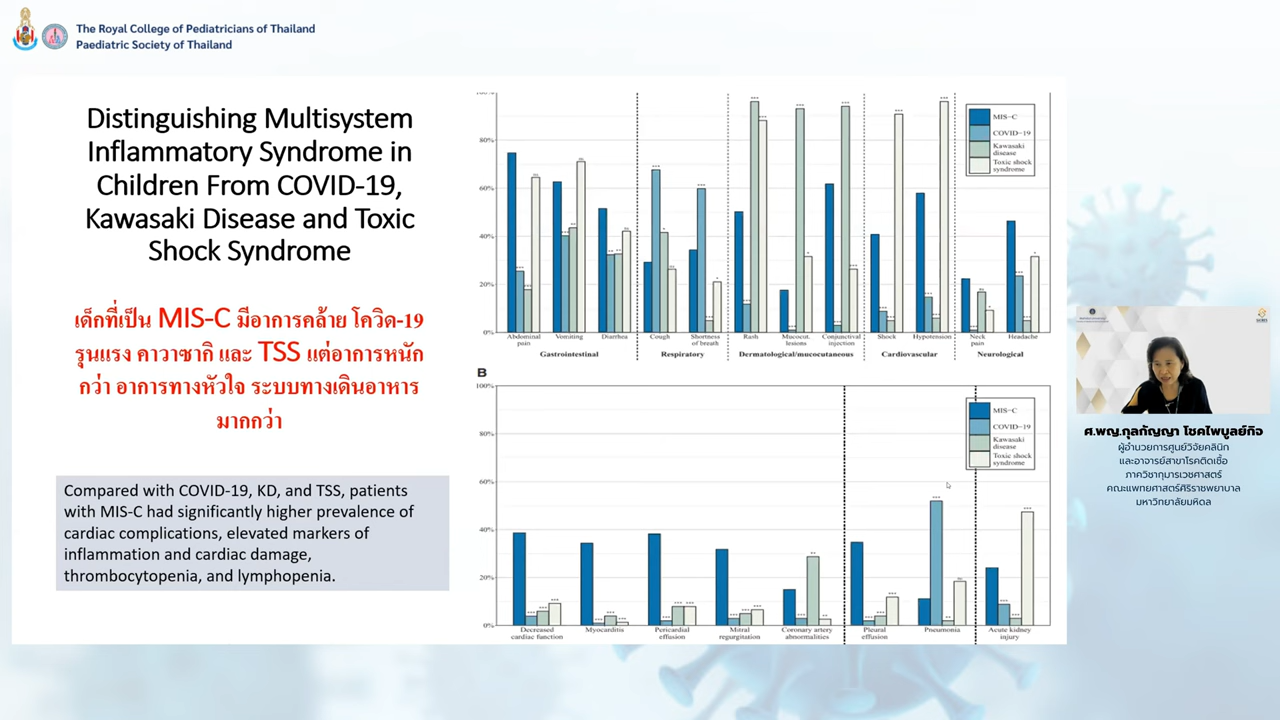 The Royal College of Pediatricians of Thailand
Paediatric Society of Thailand
Distinguishing Multisystem
Inflammatory Syndrome in
Children From COVID-19,
Kawasaki Disease and Toxic
Shock Syndrome
เด็กที่เป็น MIS-C มีอาการคล้าย โควิด-19
รุนแรง คาวาซากิ และ TSS แต่อาการหนัก
กว่า อาการทางหัวใจ ระบบทางเดินอาหาร
มากกว่า
Compared with COVID-19, KD, and TSS, patients
with MIS-C had significantly higher prevalence of
cardiac complications, elevated markers of
inflammation and cardiac damage,
thrombocytopenia, and lymphopenia.
100%
80%
60%
40%
20%
0%
MIS-C
COVID-19
Kawasaki
disease
Toxic shock
syndrome
Abdominal
pain
Vomiting
Diarrhea
Cough
Shortness
of breath
Rash
Mucocut.
lesions
Conjunctival
injection
Shock
Hypotension
Neck
pain
Headache
Gastrointestinal
Respiratory
Dermatological/mucocutaneous
Cardiovascular
Neurological
B
100%
80%
60%
40%
20%
0%
MIS-C
COVID-19
Kawasaki
disease
Toxic shock
syndrome
Decreased
cardiac function
Myocarditis
Pericardial
effusion
Mitral
regurgitation
Coronary artery
abnormalities
Pleural
effusion
Pneumonia
Acute kidney
injury
ศ.พญ.กุลกัญญา โชคไพบูลย์กิจ
ผู้อำนวยการศูนย์วิจัยคลินิก
และอาจารย์สาขาโรคติดเชื้อ
ภาควิชากุมารเวชศาสตร์
คณะแพทยศาสตร์ศิริราชพยาบาล
มหาวิทยาลัยมหิดล